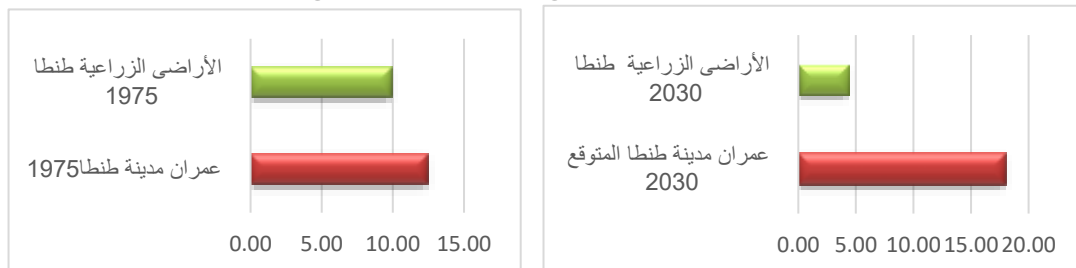 الأراضى الزراعية طنطا
1975
عمران مدينة طنطا1975
0.00 5.00 10.00 15.00
الأراضى الزراعية طنطا
2030
عمران مدينة طنطا المتوقع
2030
0.00 5.00 10.00 15.00 20.00